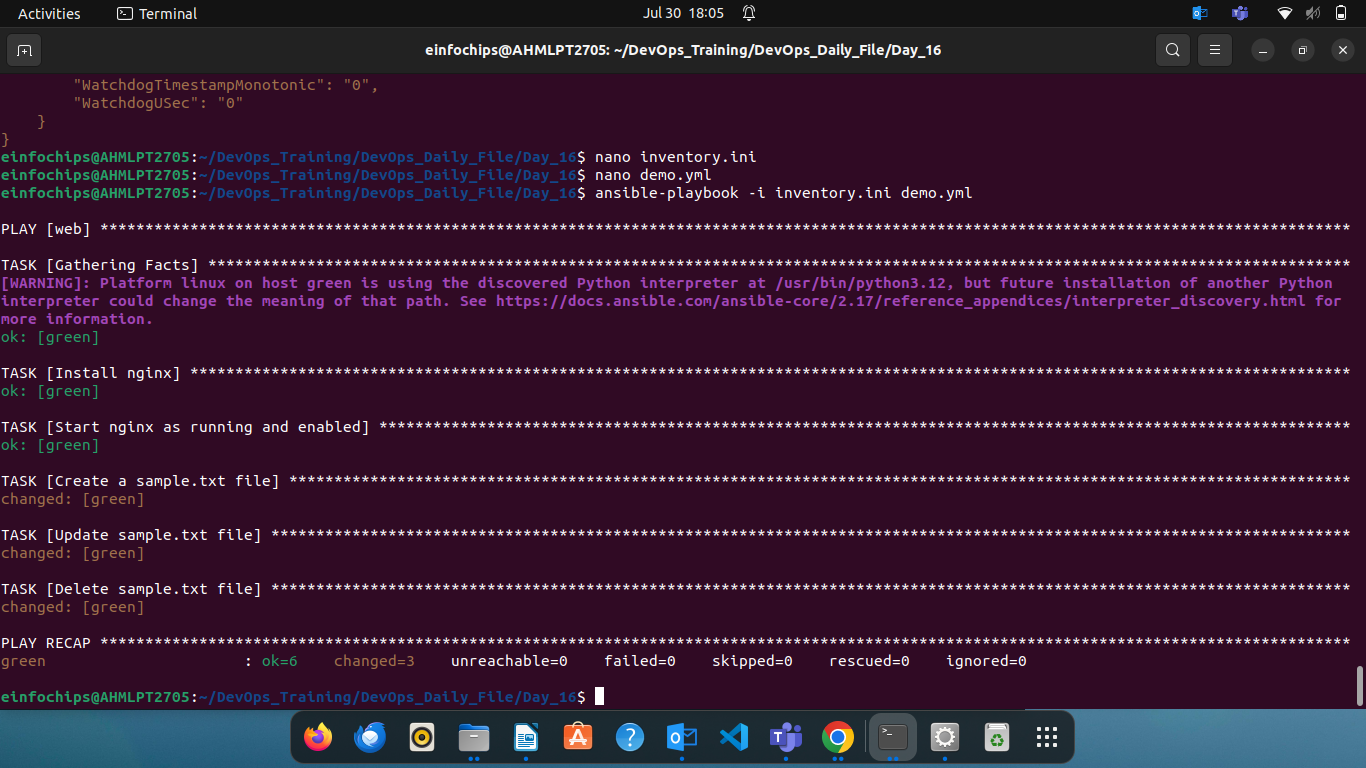 Activities
Terminal
Jul 30 18:05
einfochips@AHMLPT2705: ~/DevOps_Training/DevOps_Daily_File/Day_16
        "WatchdogTimestampMonotonic": "0",
        "WatchdogUSec": "0"
    }
}
einfochips@AHMLPT2705:~/DevOps_Training/DevOps_Daily_File/Day_16$ nano inventory.ini
einfochips@AHMLPT2705:~/DevOps_Training/DevOps_Daily_File/Day_16$ nano demo.yml
einfochips@AHMLPT2705:~/DevOps_Training/DevOps_Daily_File/Day_16$ ansible-playbook -i inventory.ini demo.yml
PLAY [web] *******************************************************************************************************************************************
TASK [Gathering Facts] *******************************************************************************************************************************
[WARNING]: Platform linux on host green is using the discovered Python interpreter at /usr/bin/python3.12, but future installation of another Python
interpreter could change the meaning of that path. See https://docs.ansible.com/ansible-core/2.17/reference_appendices/interpreter_discovery.html for
more information.
ok: [green]
TASK [Install nginx] *********************************************************************************************************************************
ok: [green]
TASK [Start nginx as running and enabled] ************************************************************************************************************
ok: [green]
TASK [Create a sample.txt file] **********************************************************************************************************************
changed: [green]
TASK [Update sample.txt file] ************************************************************************************************************************
changed: [green]
TASK [Delete sample.txt file] ************************************************************************************************************************
changed: [green]
PLAY RECAP *******************************************************************************************************************************************
green                      : ok=6    changed=3    unreachable=0    failed=0    skipped=0    rescued=0    ignored=0
einfochips@AHMLPT2705:~/DevOps_Training/DevOps_Daily_File/Day_16$